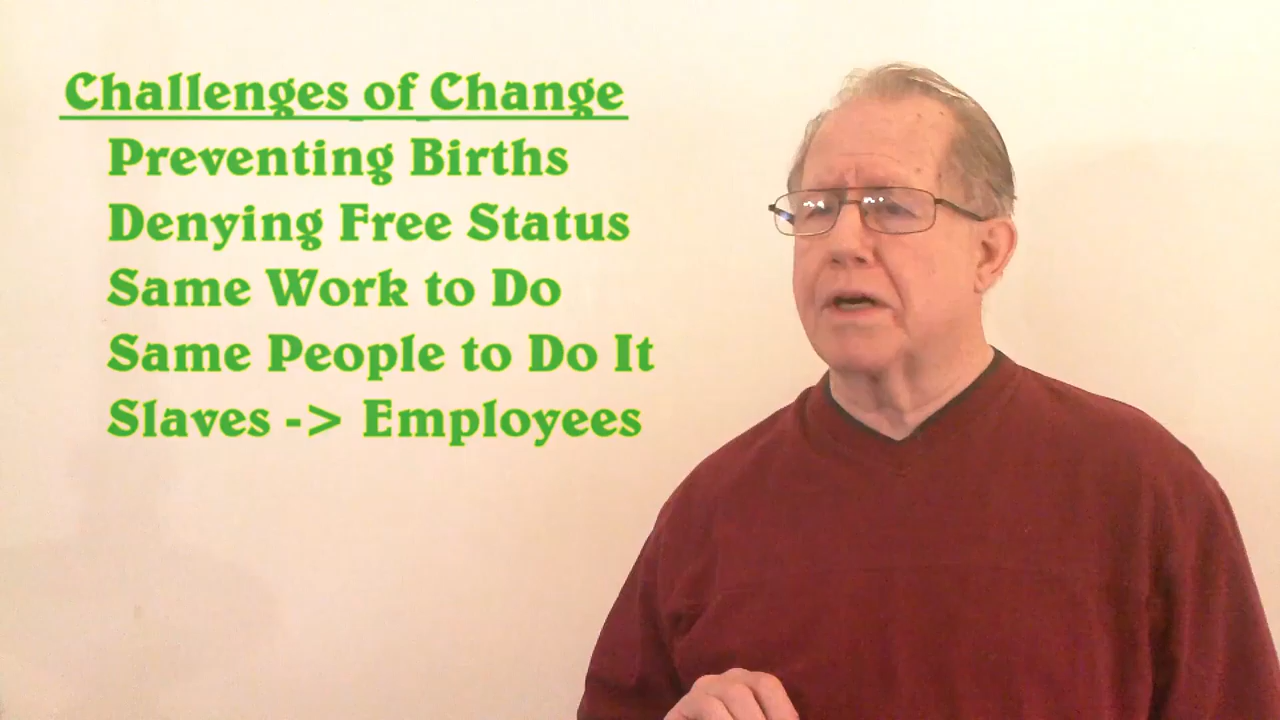 Challenges of Change
Preventing Births
Denying Free Status
Same Work to Do
Same People to Do It
Slaves -> Employees